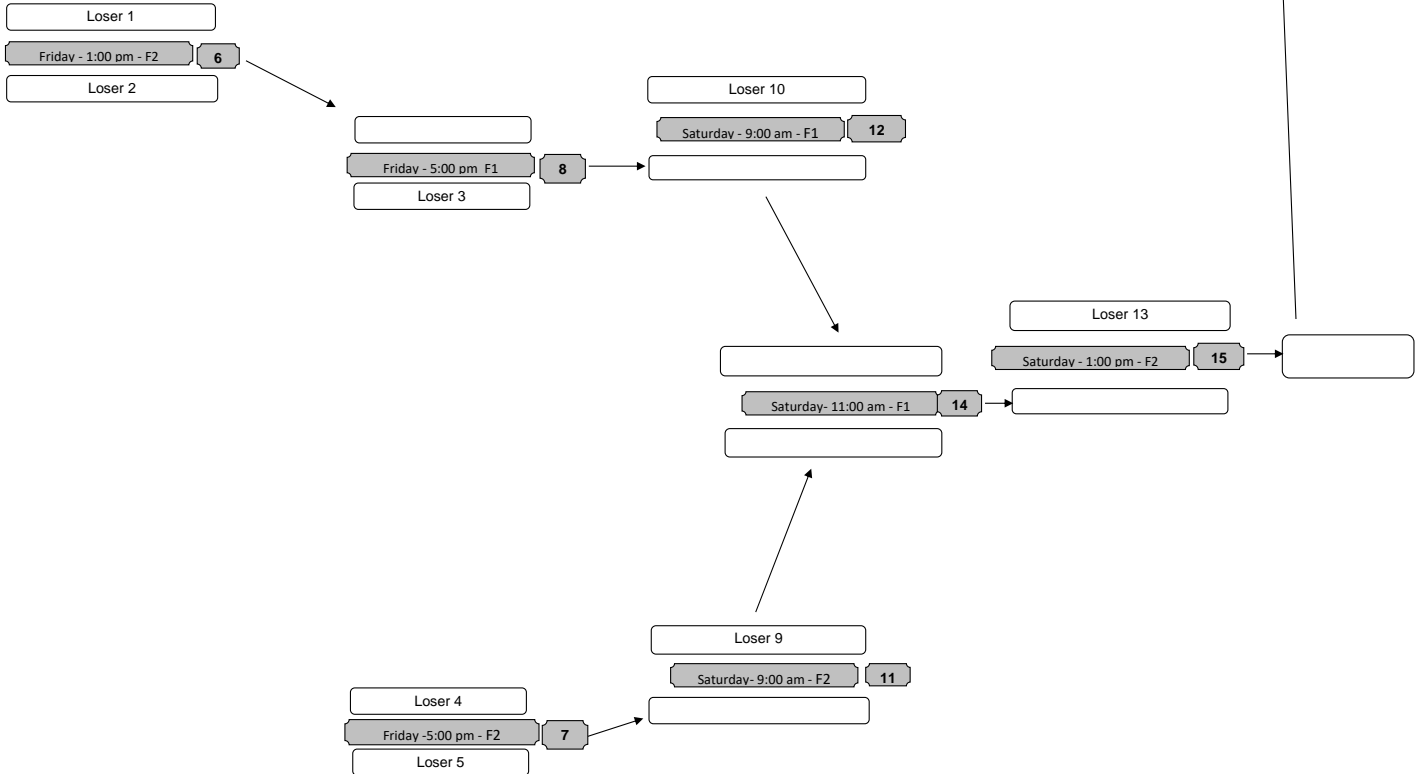 Loser 1
Friday - 1:00 pm - F2 6
Loser 2
Loser 10
Saturday - 9:00 am - F1 12
Friday - 5:00 pm F1 8
Loser 3
Loser 13
Saturday - 1:00 pm - F2 15
Saturday- 11:00 am - F1 14
Loser 9
Saturday- 9:00 am - F2 11
Loser 4
Friday -5:00 pm - F2 7
Loser 5